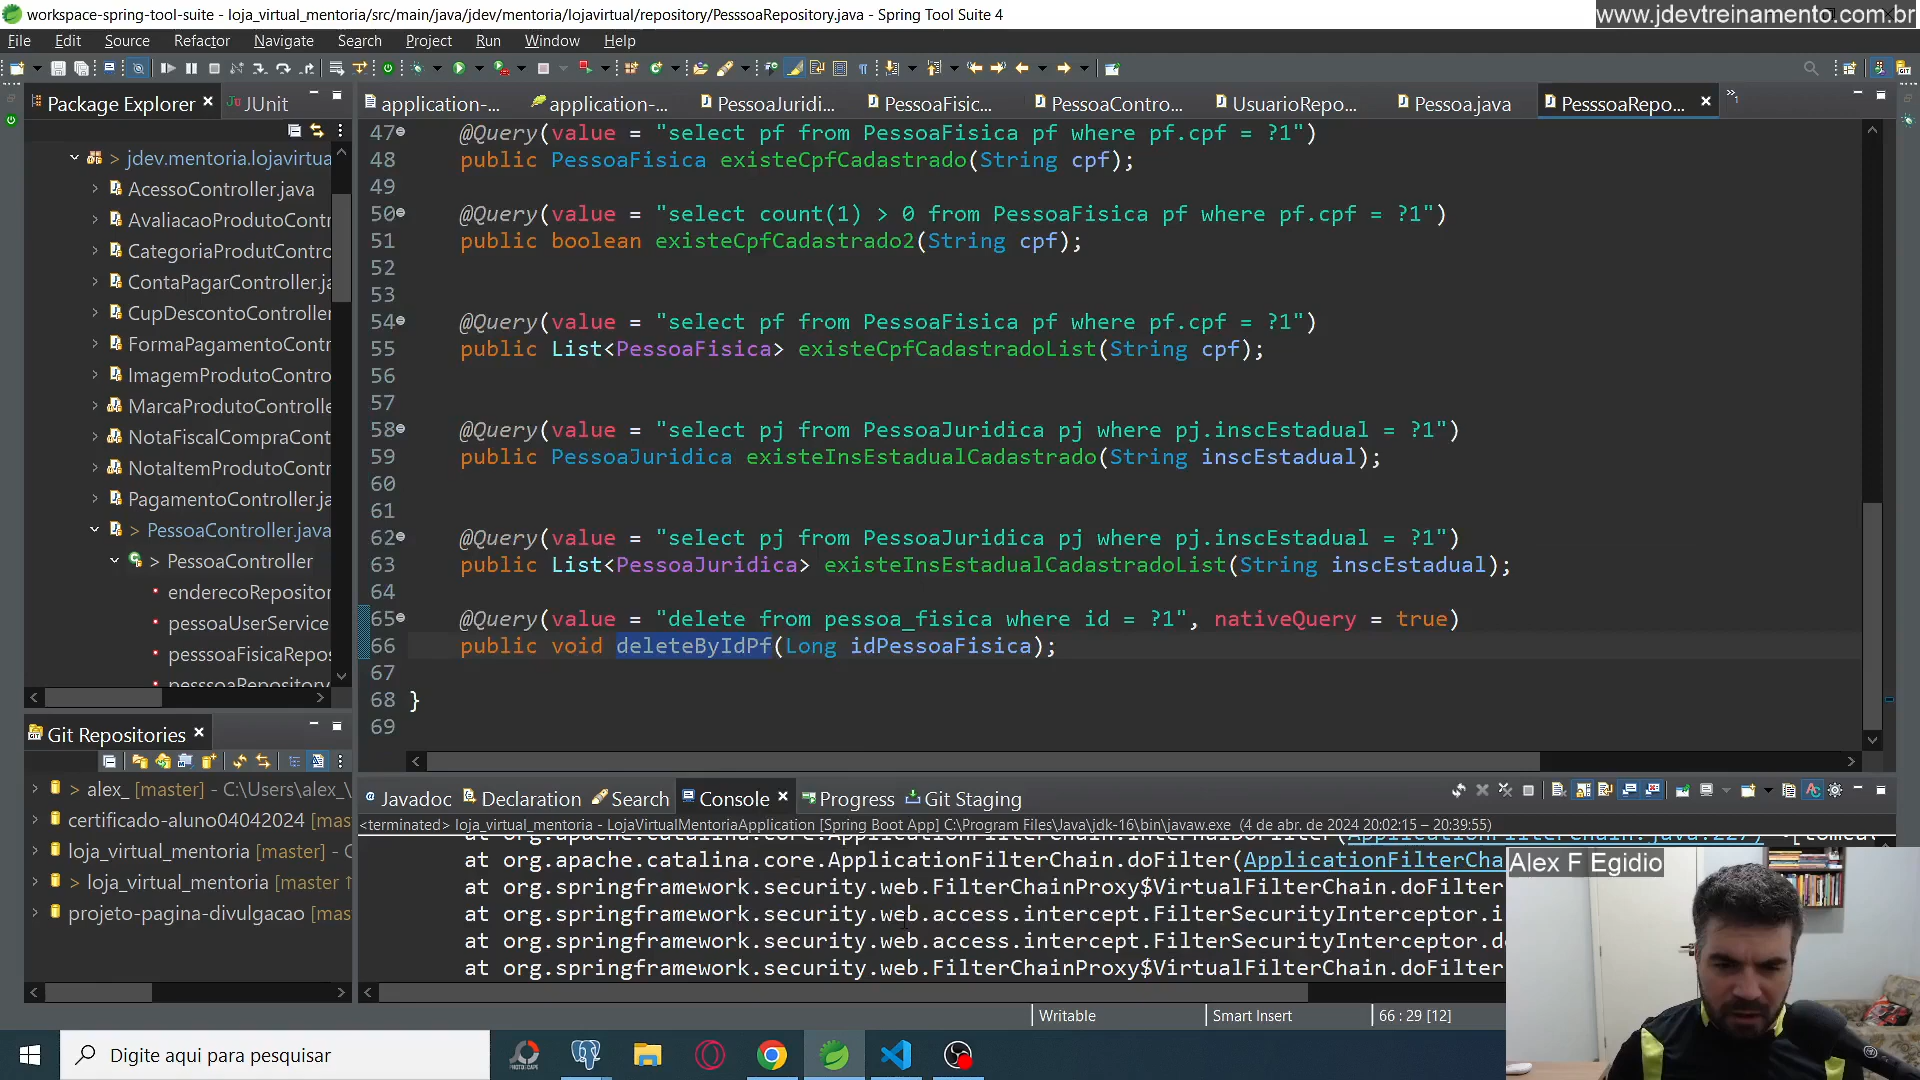 workspace-spring-tool-suite - loja_virtual_mentoria/src/main/java/jdev/mentoria/lojavirtual/repository/PesssoaRepository.java - Spring Tool Suite 4
www.jdevtreinamento.com.br
File Edit Source Refactor Navigate Search Project Run Window Help
Package Explorer JUnit
application-... application-... PessoaJuridi... PessoaFisic... PessoaContro... UsuarioRepo... Pessoa.java PesssoaRepo...
jdev.mentoria.lojavirtua
AcessoController.java
AvaliacaoProdutoContr
CategoriaProdutContro
ContaPagarController.ja
CupDescontoController
FormaPagamentoContr
ImagemProdutoContro
MarcaProdutoControlle
NotaFiscalCompraCont
NotaItemProdutoContr
PagamentoController.ja
> PessoaController.java
> PessoaController
enderecoRepositor
pessoaUserService
pesssoaFisicaRepos
pesssoaRepository
47 @Query(value = "select pf from PessoaFisica pf where pf.cpf = ?1")
48 public PessoaFisica existeCpfCadastrado(String cpf);
49
50 @Query(value = "select count(1) > 0 from PessoaFisica pf where pf.cpf = ?1")
51 public boolean existeCpfCadastrado2(String cpf);
52
53
54 @Query(value = "select pf from PessoaFisica pf where pf.cpf = ?1")
55 public List<PessoaFisica> existeCpfCadastradoList(String cpf);
56
57
58 @Query(value = "select pj from PessoaJuridica pj where pj.inscEstadual = ?1")
59 public PessoaJuridica existeInsEstadualCadastrado(String inscEstadual);
60
61
62 @Query(value = "select pj from PessoaJuridica pj where pj.inscEstadual = ?1")
63 public List<PessoaJuridica> existeInsEstadualCadastradoList(String inscEstadual);
64
65 @Query(value = "delete from pessoa_fisica where id = ?1", nativeQuery = true)
66 public void deleteByIdPf(Long idPessoaFisica);
67
68 }
69
Git Repositories
> alex_ [master] - C:\Users\alex_\
certificado-aluno04042024 [mas
loja_virtual_mentoria [master] - C
> loja_virtual_mentoria [master ↑
projeto-pagina-divulgacao [mas
Javadoc Declaration Search Console Progress Git Staging
<terminated> loja_virtual_mentoria - LojaVirtualMentoriaApplication [Spring Boot App] C:\Program Files\Java\jdk-16\bin\javaw.exe (4 de abr. de 2024 20:02:15 – 20:39:55)
at org.apache.catalina.core.ApplicationFilterChain.doFilter(ApplicationFilterCha
at org.springframework.security.web.FilterChainProxy$VirtualFilterChain.doFilter
at org.springframework.security.web.access.intercept.FilterSecurityInterceptor.i
at org.springframework.security.web.access.intercept.FilterSecurityInterceptor.do
at org.springframework.security.web.FilterChainProxy$VirtualFilterChain.doFilter
Alex F Egidio
Writable Smart Insert 66 : 29 [12]
Digite aqui para pesquisar